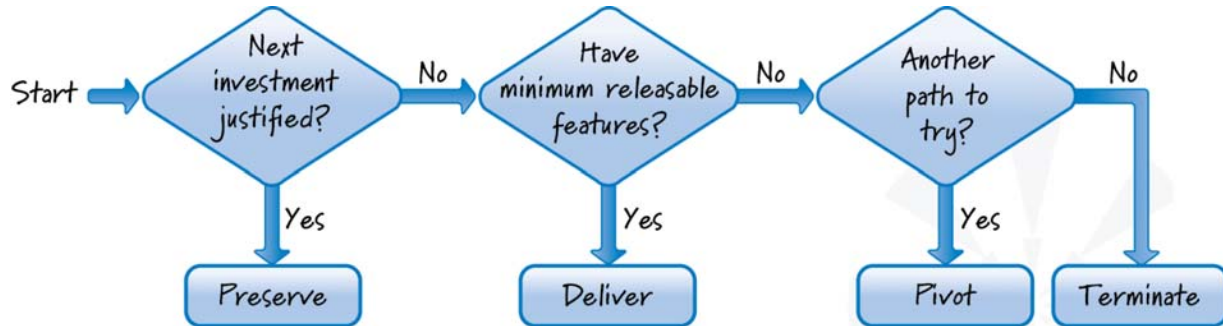 Start
Next
investment
justified?
No
Have
minimum releasable
features?
No
Another
path to
try?
No
Yes
Yes
Yes
Preserve
Deliver
Pivot
Terminate